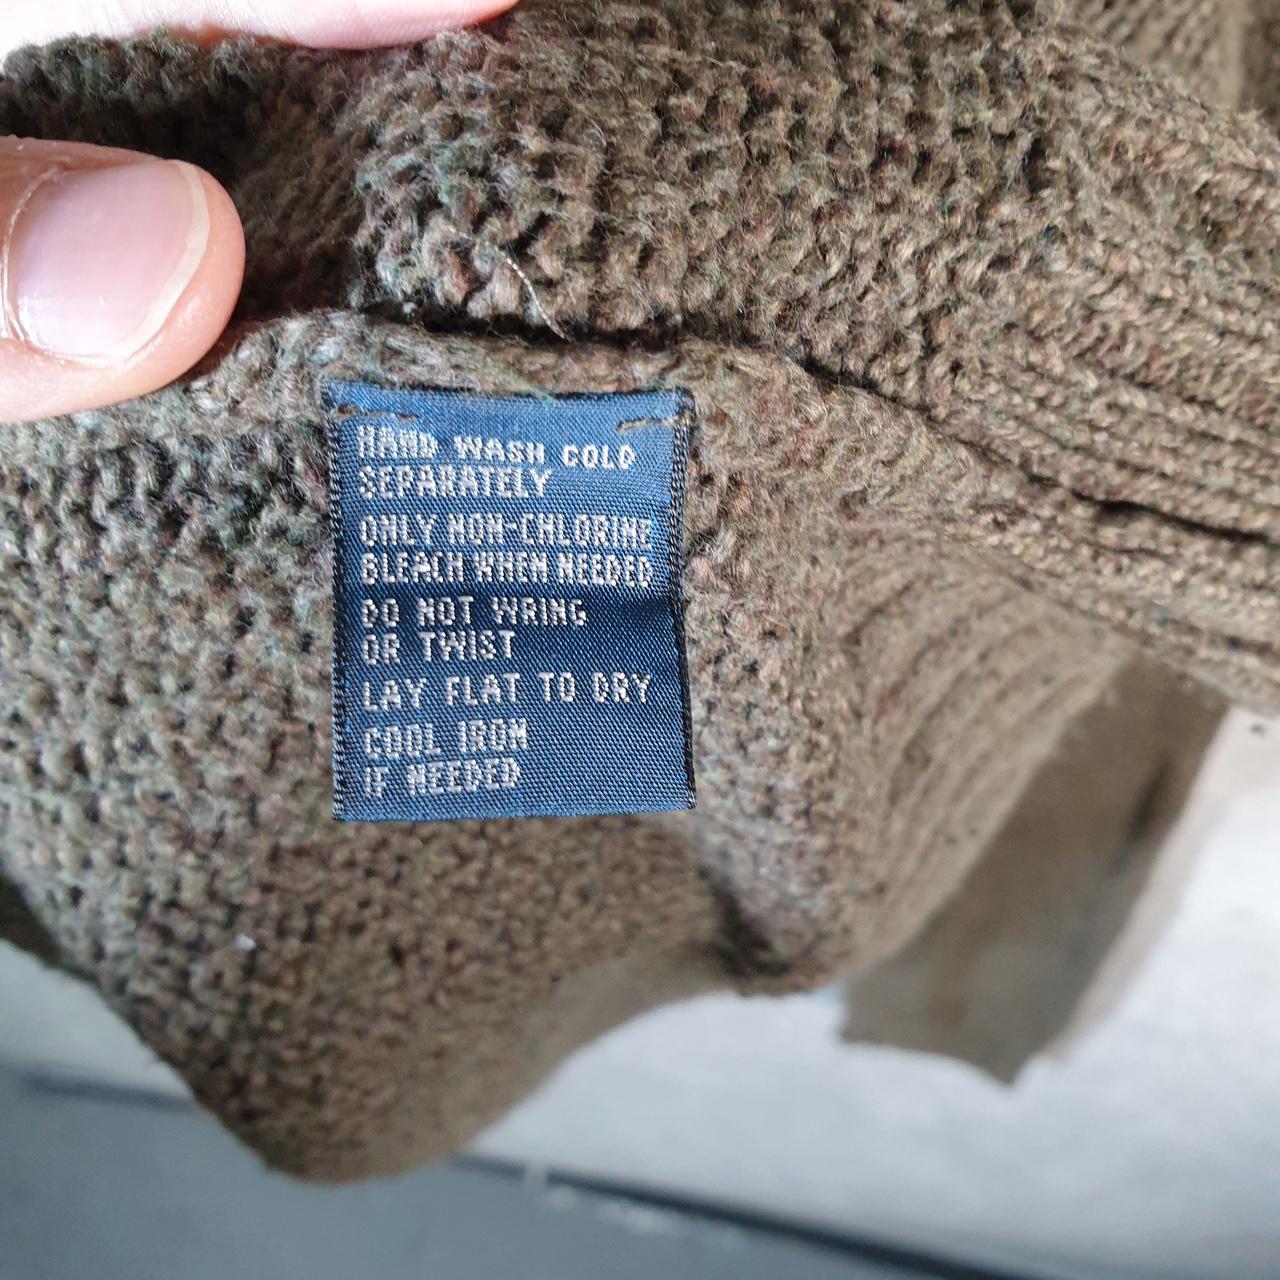 HAND WASH COLD
SEPARATELY
ONLY NON-CHLORINE
BLEACH WHEN NEEDED
DO NOT WRING
OR TWIST
LAY FLAT TO DRY
COOL IRON
IF NEEDED